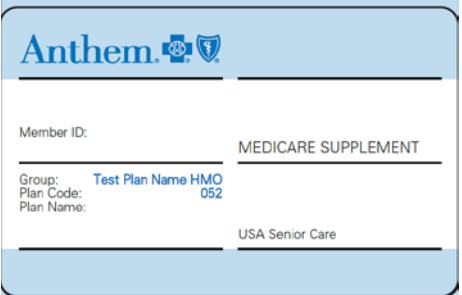 Anthem.
Member ID:
MEDICARE SUPPLEMENT
Group: Test Plan Name HMO
Plan Code: 052
Plan Name:
USA Senior Care